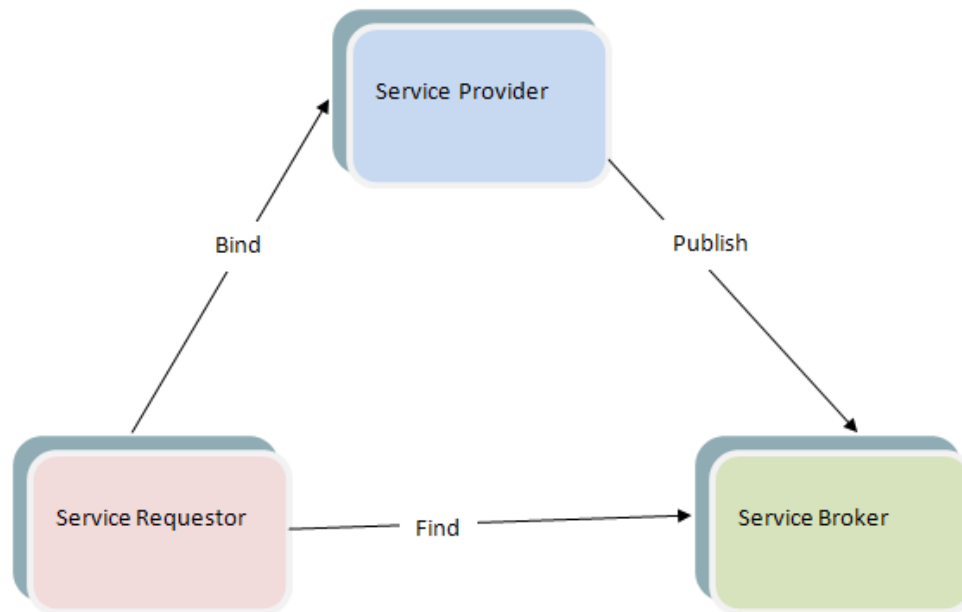 Service Provider
Bind
Publish
Service Requestor
Find
Service Broker